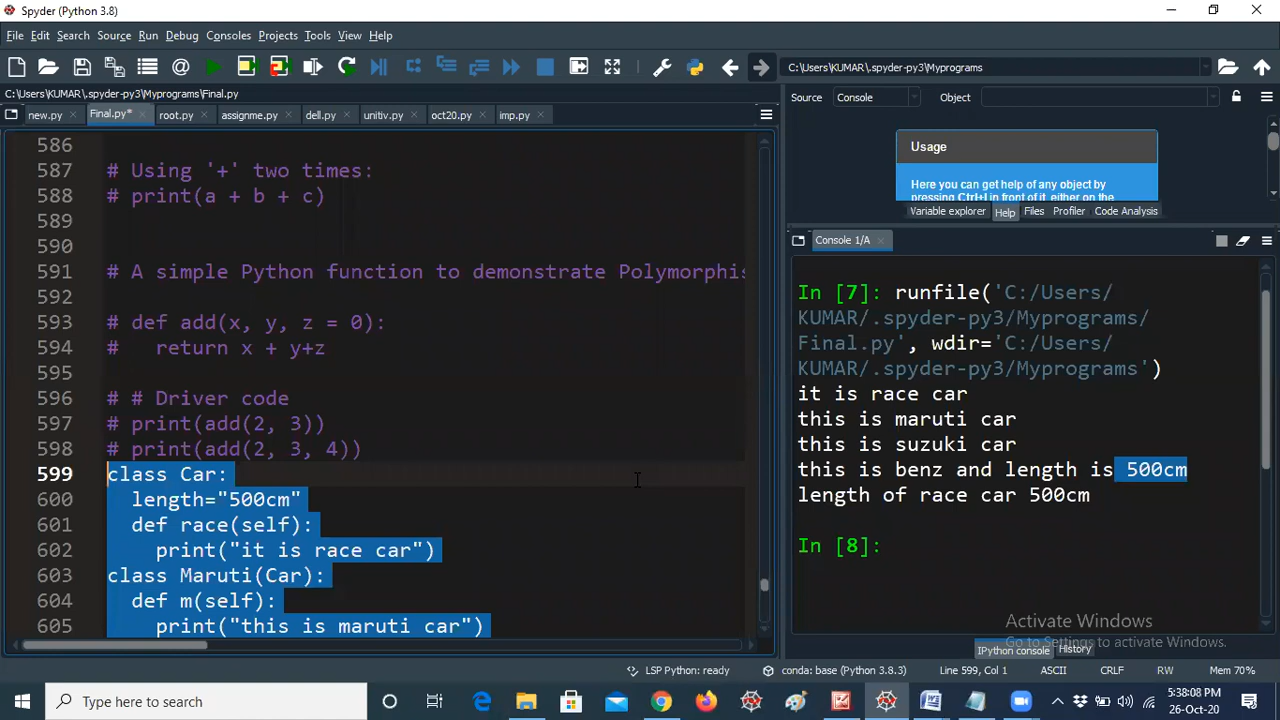 Spyder (Python 3.8)
File Edit Search Source Run Debug Consoles Projects Tools View Help
C:\Users\KUMAR\.spyder-py3\Myprograms
C:\Users\KUMAR\.spyder-py3\Myprograms\Final.py
new.py Final.py* root.py assignme.py dell.py unitiv.py oct20.py imp.py
586
587 # Using '+' two times:
588 # print(a + b + c)
589
590
591 # A simple Python function to demonstrate Polymorphis
592
593 # def add(x, y, z = 0):
594 #   return x + y+z
595
596 # # Driver code
597 # print(add(2, 3))
598 # print(add(2, 3, 4))
599 class Car:
600   length="500cm"
601   def race(self):
602     print("it is race car")
603 class Maruti(Car):
604   def m(self):
605     print("this is maruti car")
Source Console Object
Usage
Here you can get help of any object by
pressing Ctrl+I in front of it, either on the
Variable explorer Help Files Profiler Code Analysis
Console 1/A
In [7]: runfile('C:/Users/
KUMAR/.spyder-py3/Myprograms/
Final.py', wdir='C:/Users/
KUMAR/.spyder-py3/Myprograms')
it is race car
this is maruti car
this is suzuki car
this is benz and length is 500cm
length of race car 500cm
In [8]:
Activate Windows
Go to Settings to activate Windows.
IPython console History
LSP Python: ready conda: base (Python 3.8.3) Line 599, Col 1 ASCII CRLF RW Mem 70%
Type here to search
5:38:08 PM
26-Oct-20